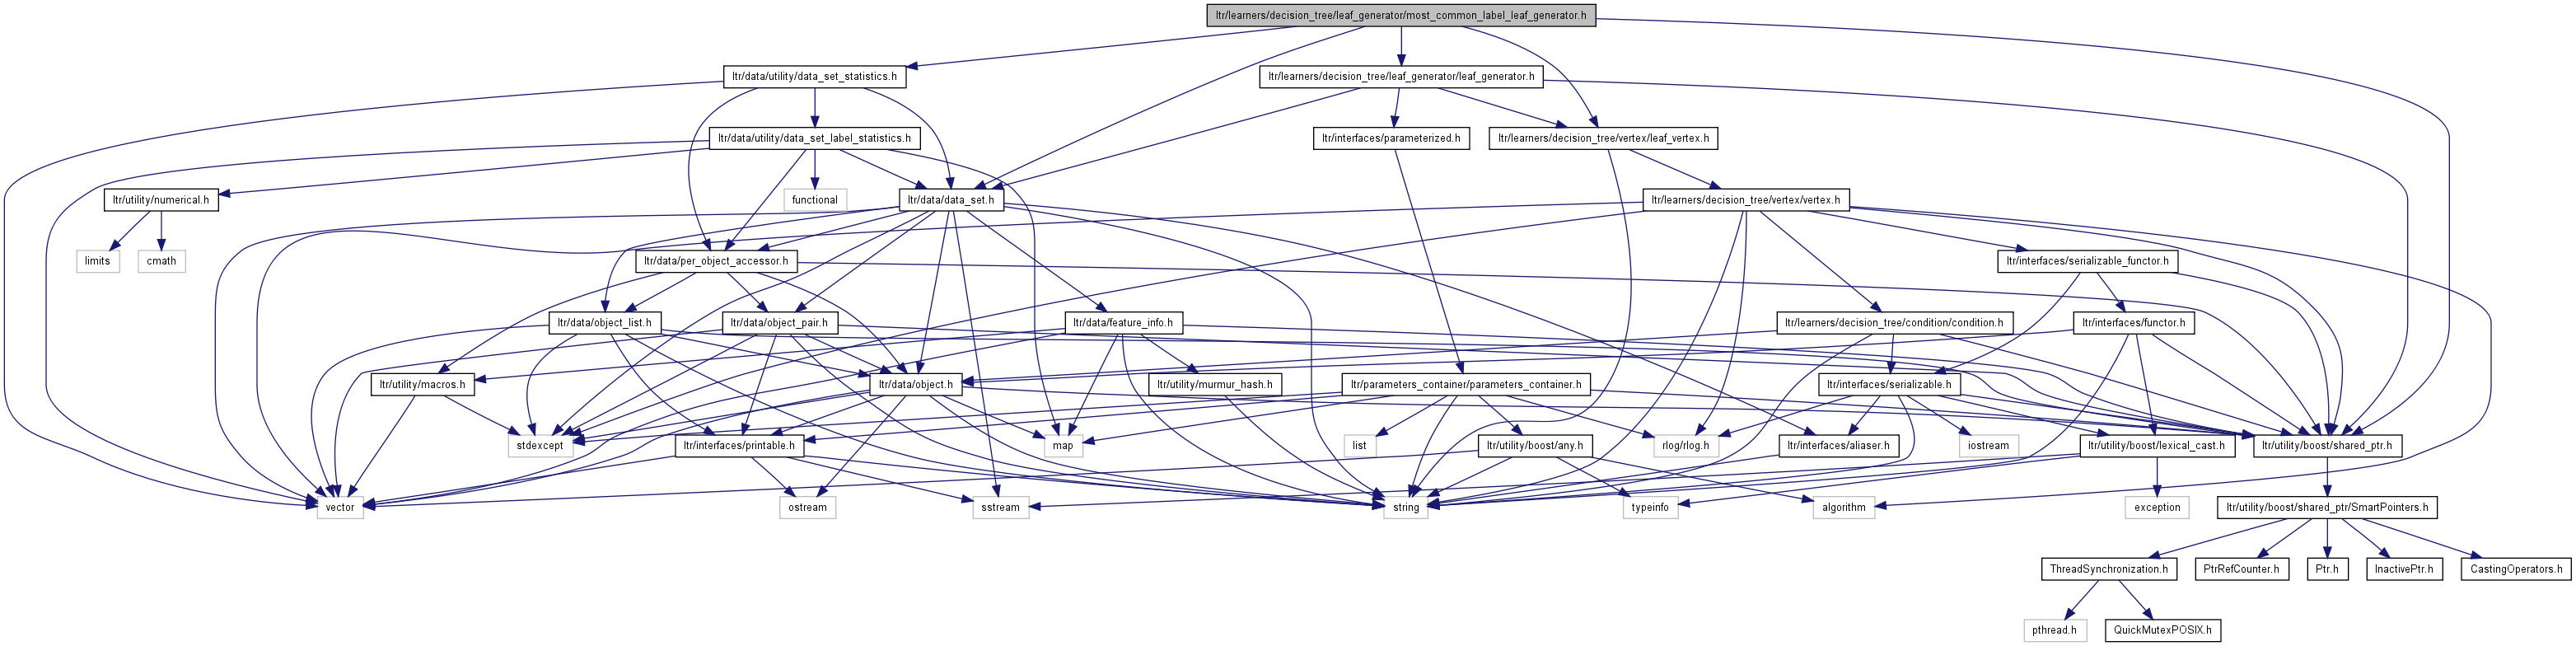 ltr/learners/decision_tree/leaf_generator/most_common_label_leaf_generator.h
ltr/data/utility/data_set_statistics.h
ltr/learners/decision_tree/leaf_generator/leaf_generator.h
ltr/data/utility/data_set_label_statistics.h
ltr/interfaces/parameterized.h
ltr/learners/decision_tree/vertex/leaf_vertex.h
ltr/utility/numerical.h
functional
ltr/data/data_set.h
ltr/learners/decision_tree/vertex/vertex.h
limits
cmath
ltr/data/per_object_accessor.h
ltr/interfaces/serializable_functor.h
ltr/data/object_list.h
ltr/data/object_pair.h
ltr/data/feature_info.h
ltr/learners/decision_tree/condition/condition.h
ltr/interfaces/functor.h
ltr/utility/macros.h
ltr/data/object.h
ltr/utility/murmur_hash.h
ltr/parameters_container/parameters_container.h
ltr/interfaces/serializable.h
stdexcept
ltr/interfaces/printable.h
map
list
ltr/utility/boost/any.h
rlog/rlog.h
ltr/interfaces/aliaser.h
iostream
ltr/utility/boost/lexical_cast.h
ltr/utility/boost/shared_ptr.h
vector
ostream
sstream
string
typeinfo
algorithm
exception
ltr/utility/boost/shared_ptr/SmartPointers.h
ThreadSynchronization.h
PtrRefCounter.h
Ptr.h
InactivePtr.h
CastingOperators.h
pthread.h
QuickMutexPOSIX.h